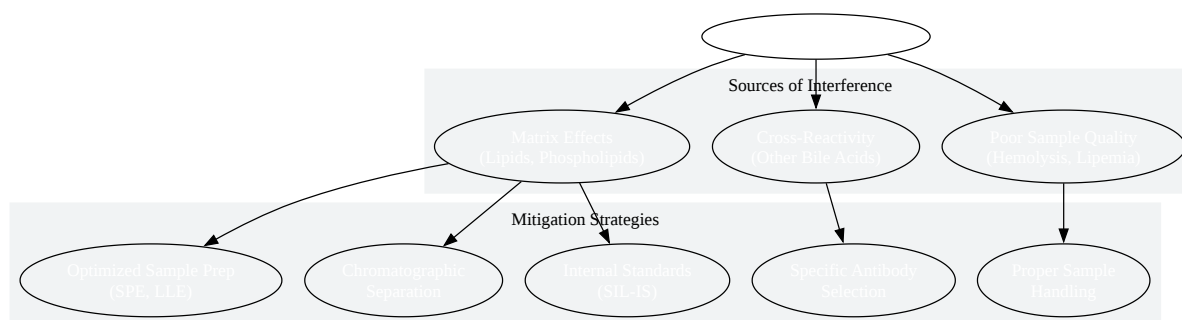 Sources of Interference
Matrix Effects
(Lipids, Phospholipids)
Cross-Reactivity
(Other Bile Acids)
Poor Sample Quality
(Hemolysis, Lipemia)
Mitigation Strategies
Optimized Sample Prep
(SPE, LLE)
Chromatographic
Separation
Internal Standards
(SIL-IS)
Specific Antibody
Selection
Proper Sample
Handling